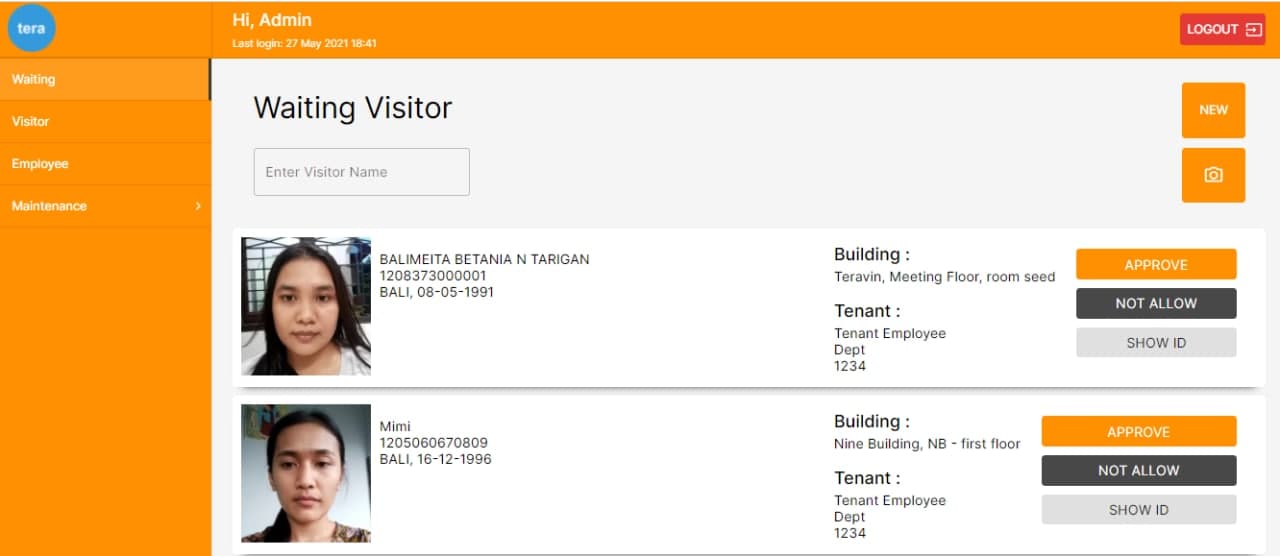 tera
Hi, Admin
Last login: 27 May 2021 18:41
LOGOUT
Waiting
Visitor
Employee
Maintenance
Waiting Visitor
NEW
Enter Visitor Name
BALIMEITA BETANIA N TARIGAN
1208373000001
BALI, 08-05-1991
Building :
Teravin, Meeting Floor, room seed
Tenant :
Tenant Employee
Dept
1234
APPROVE
NOT ALLOW
SHOW ID
Mimi
1205060670809
BALI, 16-12-1996
Building :
Nine Building, NB - first floor
Tenant :
Tenant Employee
Dept
1234
APPROVE
NOT ALLOW
SHOW ID